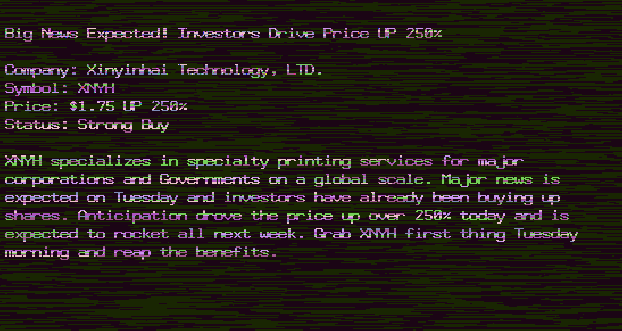 Big News Expected! Investors Drive Price UP 250%
Company: Xinyinhai Technology, LTD.
Symbol: XNYH
Price: $1.75 UP 250%
Status: Strong Buy
XNYH specializes in specialty printing services for major
corporations and Governments on a global scale. Major news is
expected on Tuesday and investors have already been buying up
shares. Anticipation drove the price up over 250% today and is
expected to rocket all next week. Grab XNYH first thing Tuesday
morning and reap the benefits.